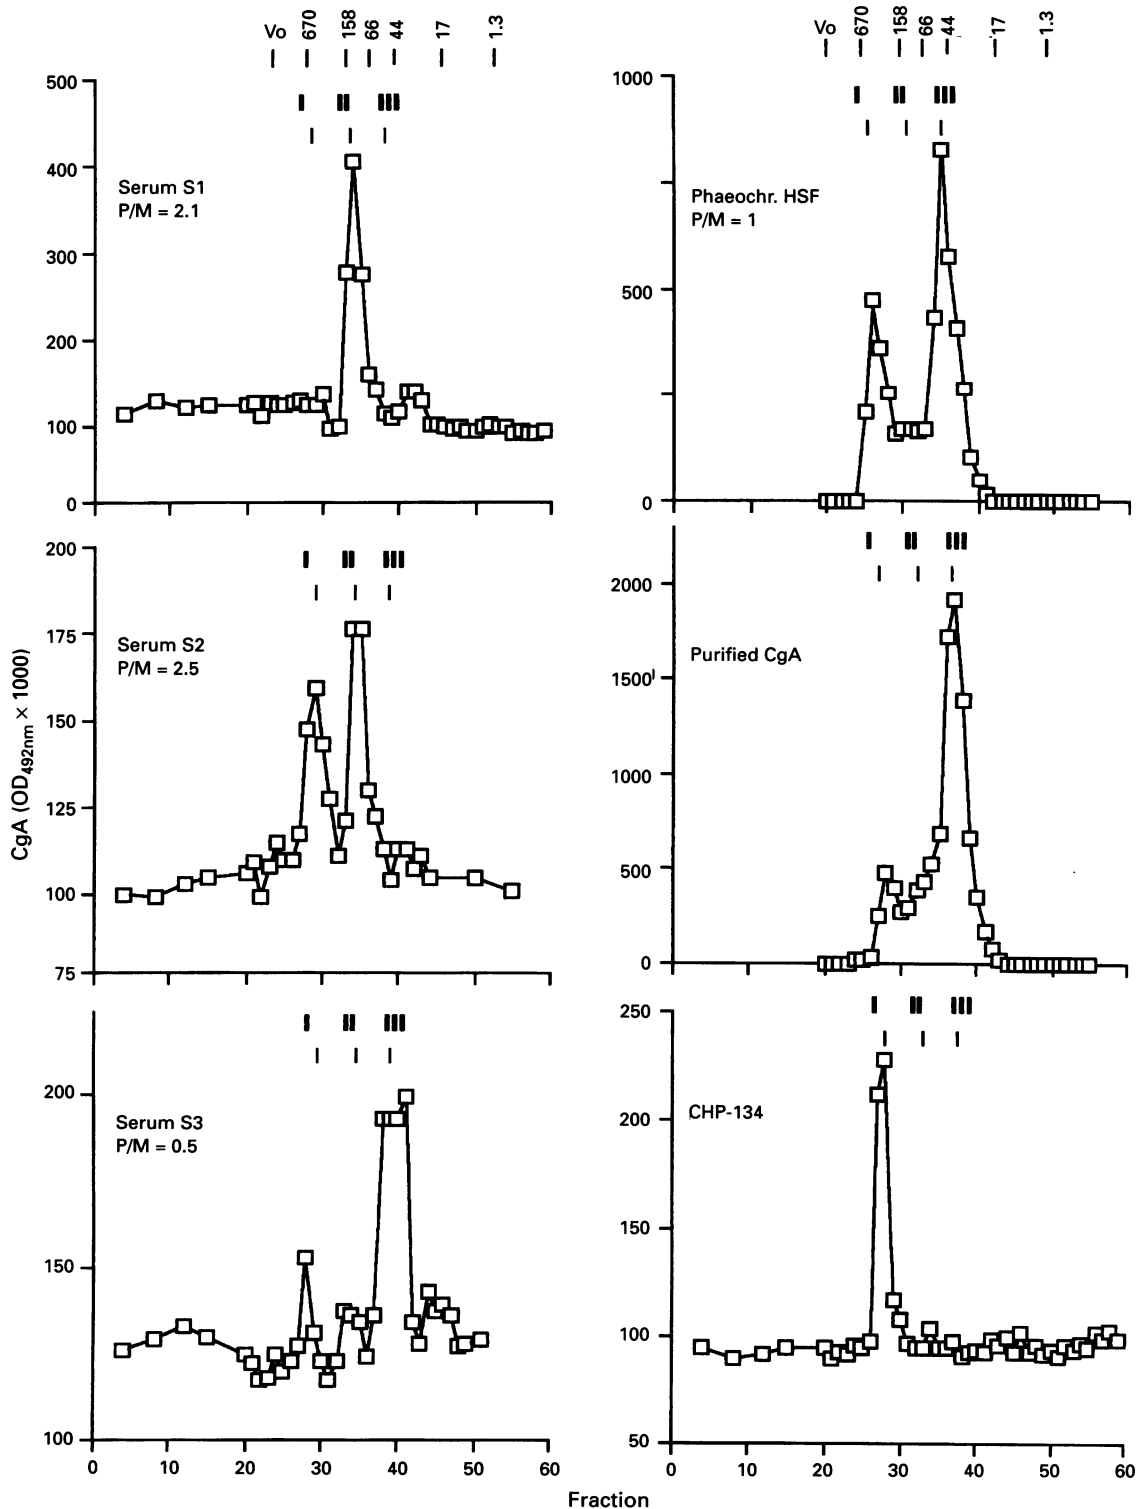 Vo 670 158 66 44 17 1.3
500
400
300
200
100
0
Serum S1
P/M = 2.1
200
175
150
125
100
75
Serum S2
P/M = 2.5
CgA (OD492nm × 1000)
200
150
100
Serum S3
P/M = 0.5
0 10 20 30 40 50 60
Vo 670 158 66 44 17 1.3
1000
500
0
Phaeochr. HSF
P/M = 1
2000
1500
1000
500
0
Purified CgA
250
200
150
100
50
CHP-134
0 10 20 30 40 50 60
Fraction